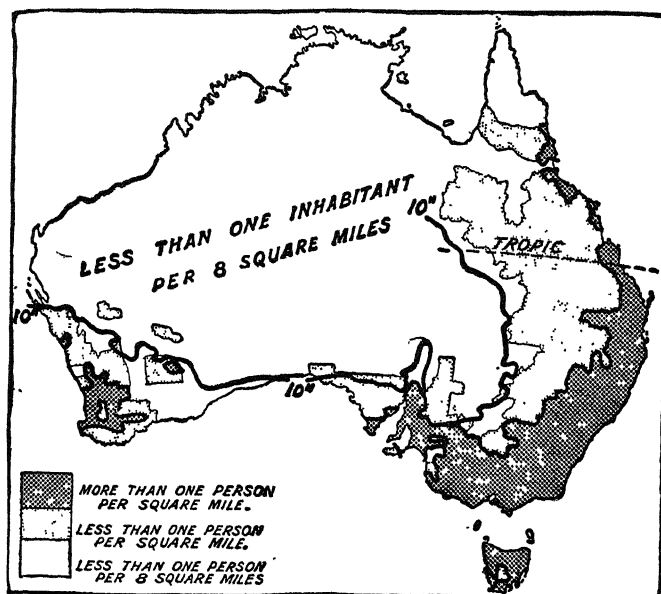 LESS THAN ONE INHABITANT
PER 8 SQUARE MILES
10"
TROPIC
10"
10"
MORE THAN ONE PERSON
PER SQUARE MILE.
LESS THAN ONE PERSON
PER SQUARE MILE.
LESS THAN ONE PERSON
PER 8 SQUARE MILES